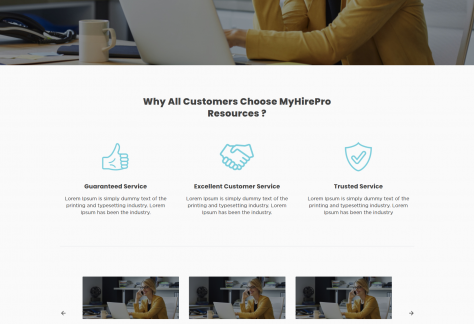 Why All Customers Choose MyHirePro
Resources ?
Guaranteed Service
Excellent Customer Service
Trusted Service
Lorem Ipsum is simply dummy text of the
printing and typesetting industry. Lorem
Ipsum has been the industry.
Lorem Ipsum is simply dummy text of the
printing and typesetting industry. Lorem
Ipsum has been the industry.
Lorem Ipsum is simply dummy text of the
printing and typesetting industry. Lorem
Ipsum has been the industry.